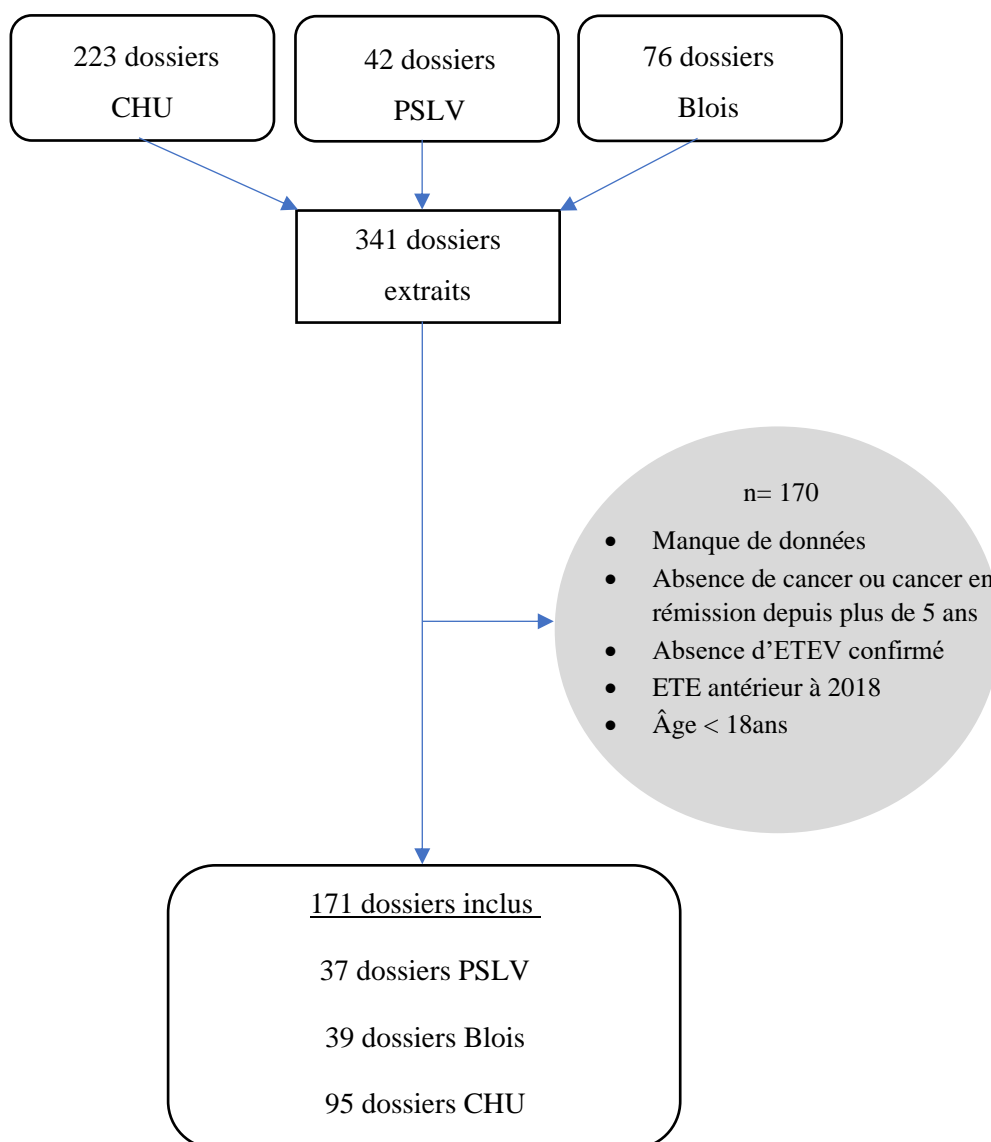 223 dossiers
CHU
42 dossiers
PSLV
76 dossiers
Blois
341 dossiers
extraits
n= 170
• Manque de données
• Absence de cancer ou cancer en
rémission depuis plus de 5 ans
• Absence d’ETEV confirmé
• ETE antérieur à 2018
• Âge < 18ans
171 dossiers inclus
37 dossiers PSLV
39 dossiers Blois
95 dossiers CHU